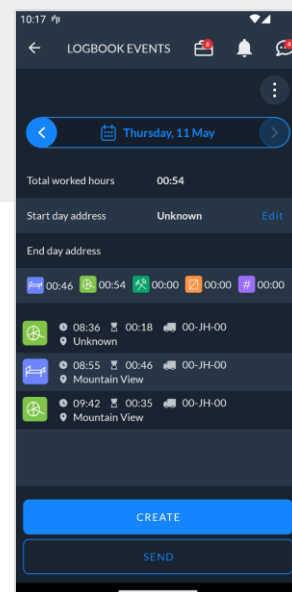 10:17
LOGBOOK EVENTS
Thursday, 11 May
Total worked hours 00:54
Start day address Unknown Edit
End day address
00:46 00:54 00:00 00:00 # 00:00
08:36 00:18 00-JH-00
Unknown
08:55 00:46 00-JH-00
Mountain View
09:42 00:35 00-JH-00
Mountain View
CREATE
SEND